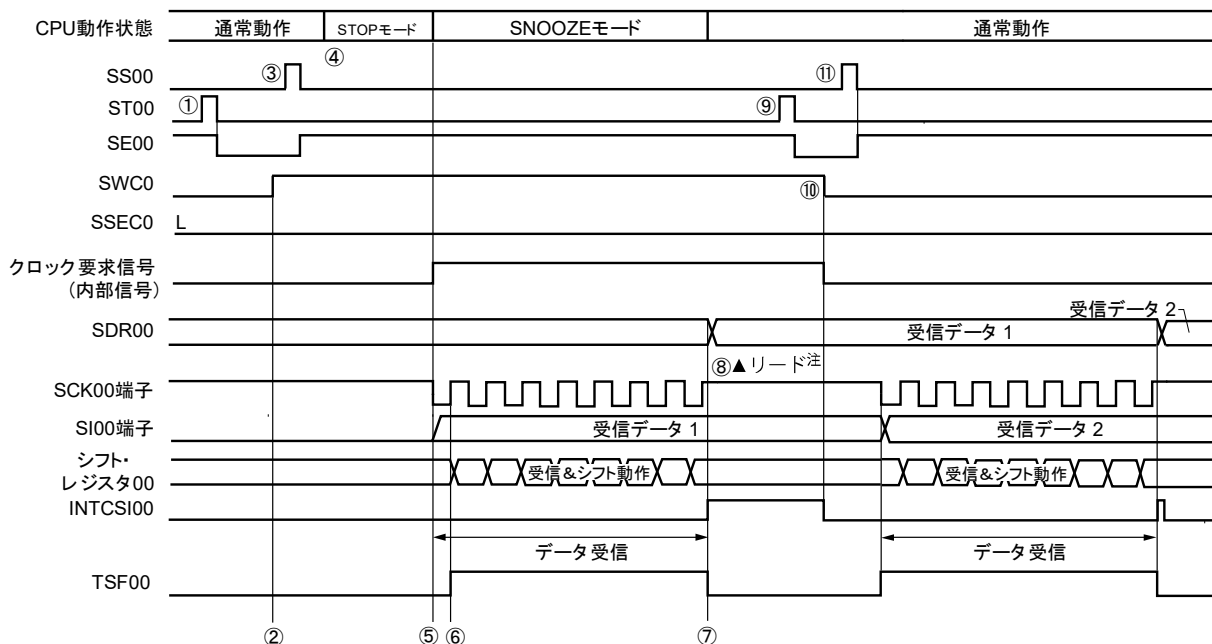 CPU動作状態 通常動作 STOPモード SNOOZEモード 通常動作
④
SS00 ③ ⑪
ST00 ① ⑨
SE00
SWC0 ⑩
SSEC0 L
クロック要求信号
(内部信号)
受信データ 2
SDR00 受信データ 1
⑧▲リード注
SCK00端子
SI00端子 受信データ 1 受信データ 2
シフト・
レジスタ00 受信&シフト動作 受信&シフト動作
INTCSI00
データ受信 データ受信
TSF00
② ⑤ ⑥ ⑦